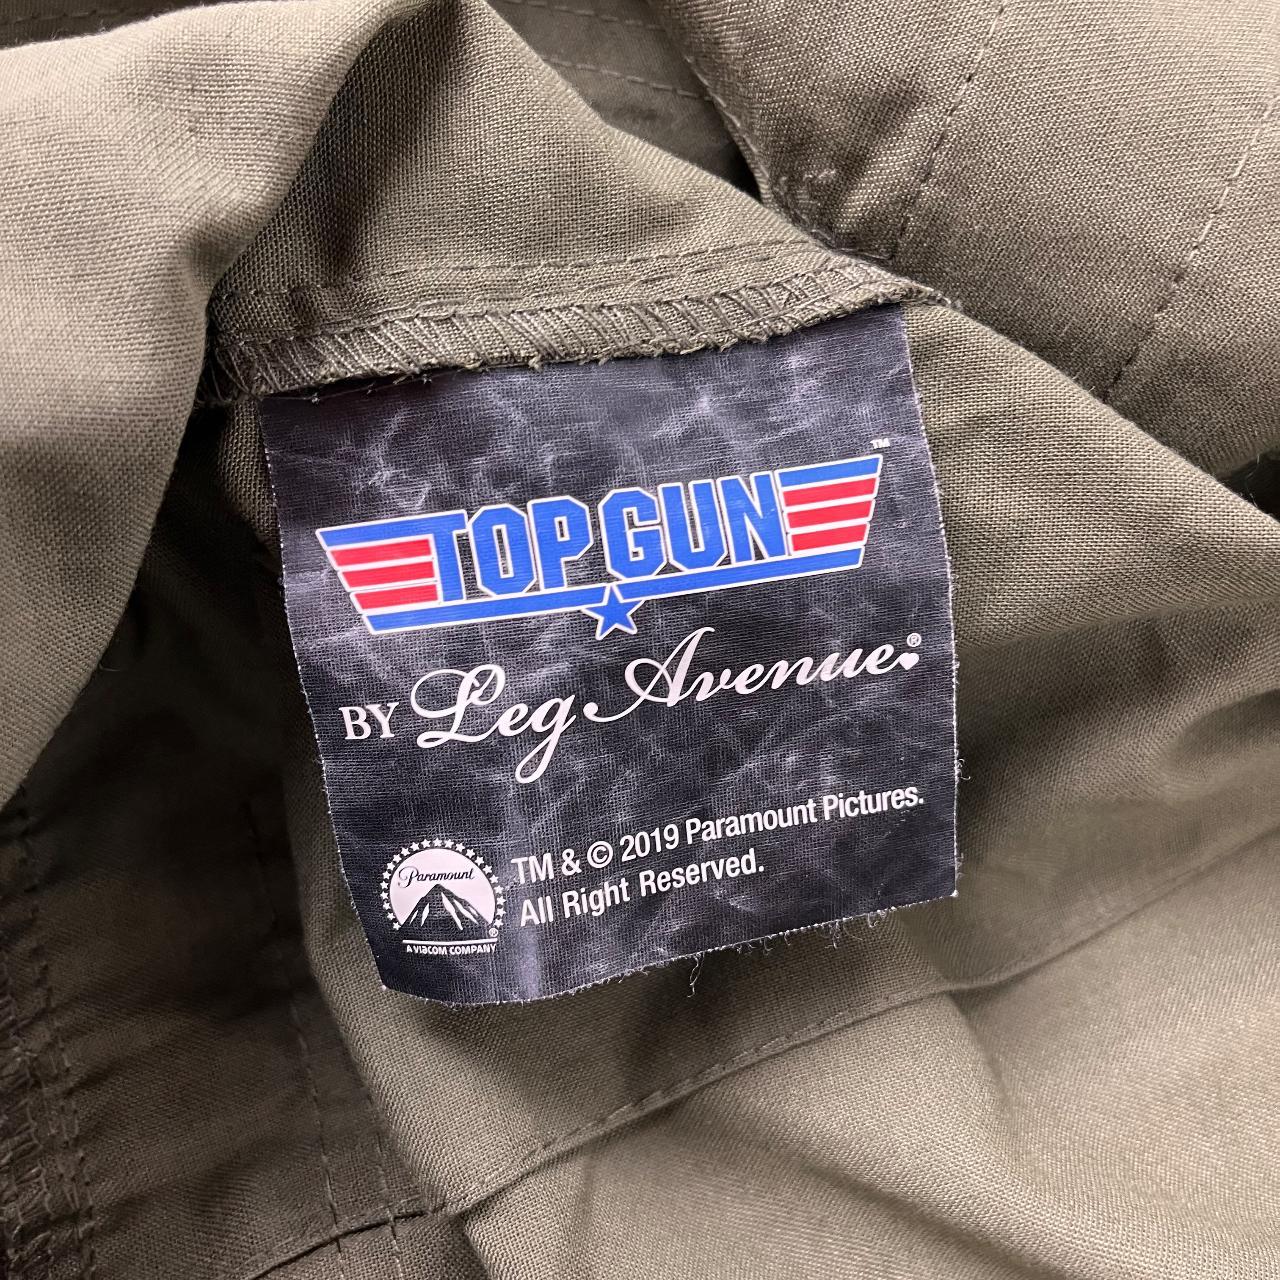 TOP GUN™
BY Leg Avenue®
TM & © 2019 Paramount Pictures.
All Right Reserved.
Paramount
®
A VIACOM COMPANY